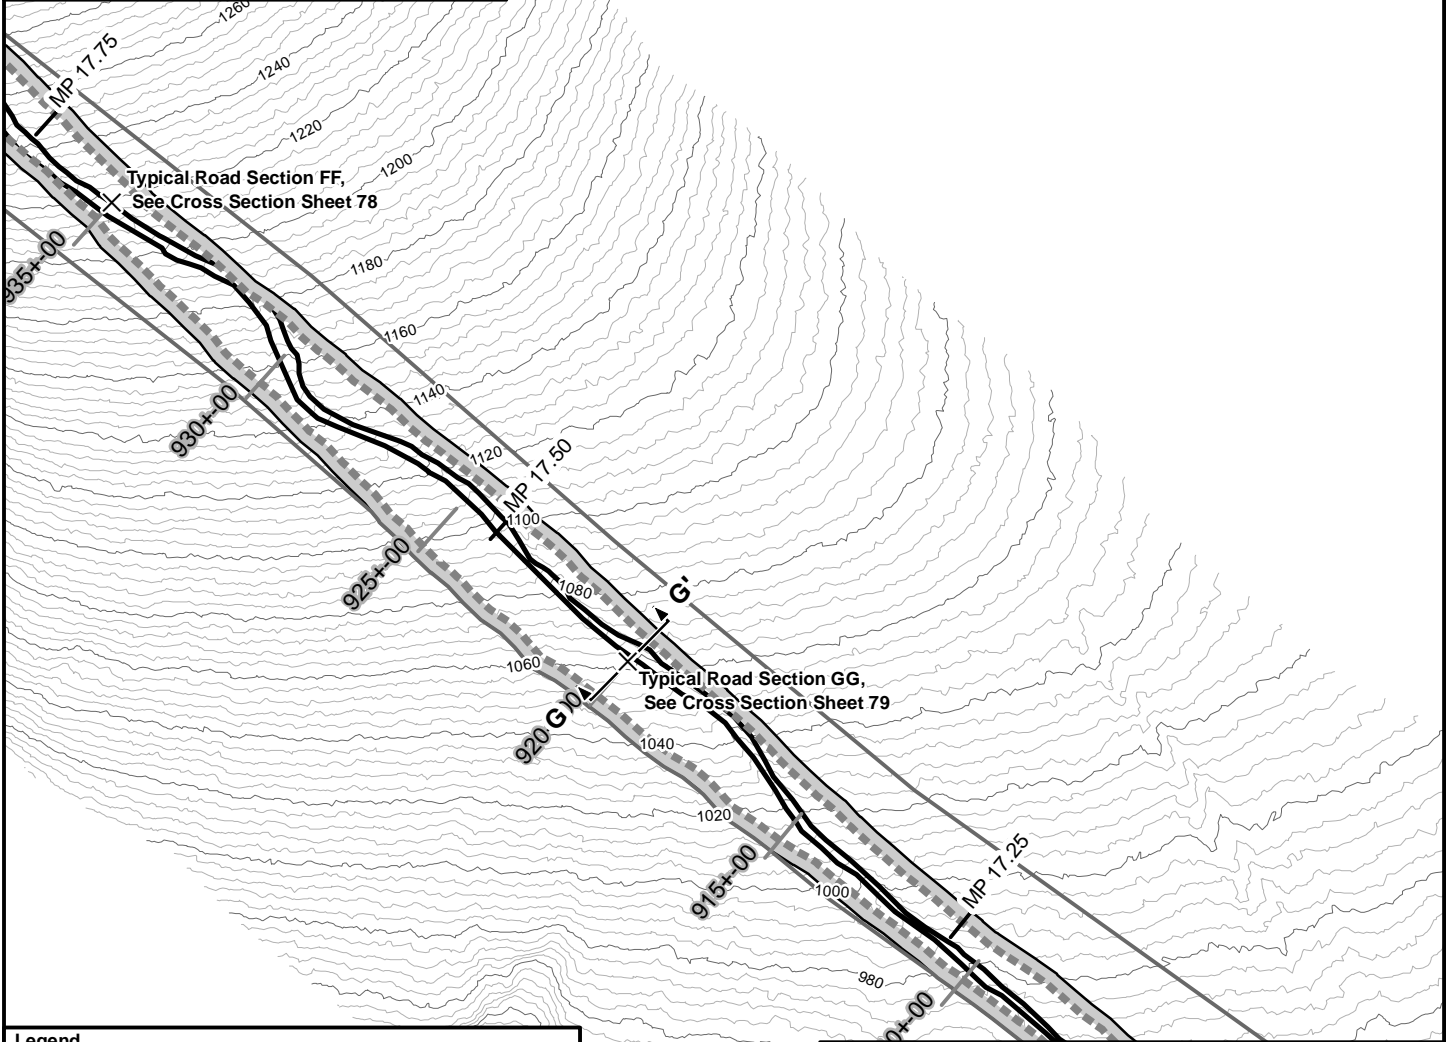 1260
1240
MP 17.75
1220
1200
Typical Road Section FF,
See Cross Section Sheet 78
935+-00
1180
1160
1140
930+-00
1120
MP 17.50
1100
925+-00
1080
G'
1060
Typical Road Section GG,
See Cross Section Sheet 79
G
920
1040
1020
915+-00
MP 17.25
1000
980
0+-00
Legend